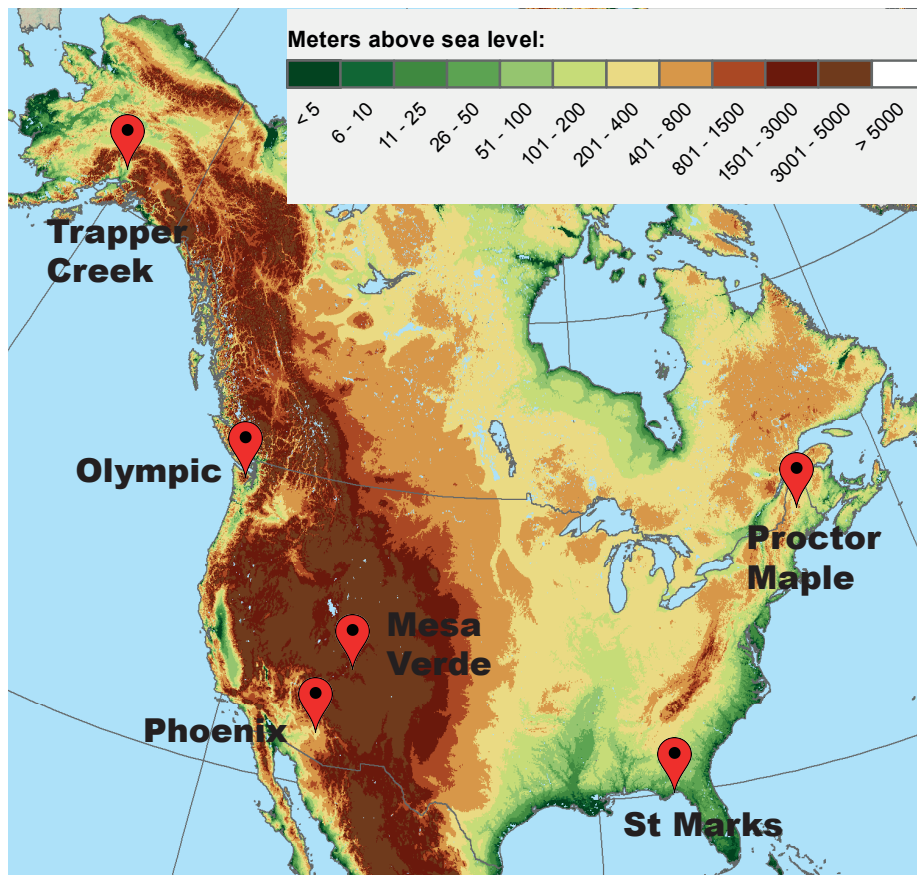 Meters above sea level:
< 5
6 - 10
11 - 25
26 - 50
51 - 100
101 - 200
201 - 400
401 - 800
801 - 1500
1501 - 3000
3001 - 5000
> 5000
Trapper
Creek
Olympic
Proctor
Maple
Mesa
Verde
Phoenix
St Marks